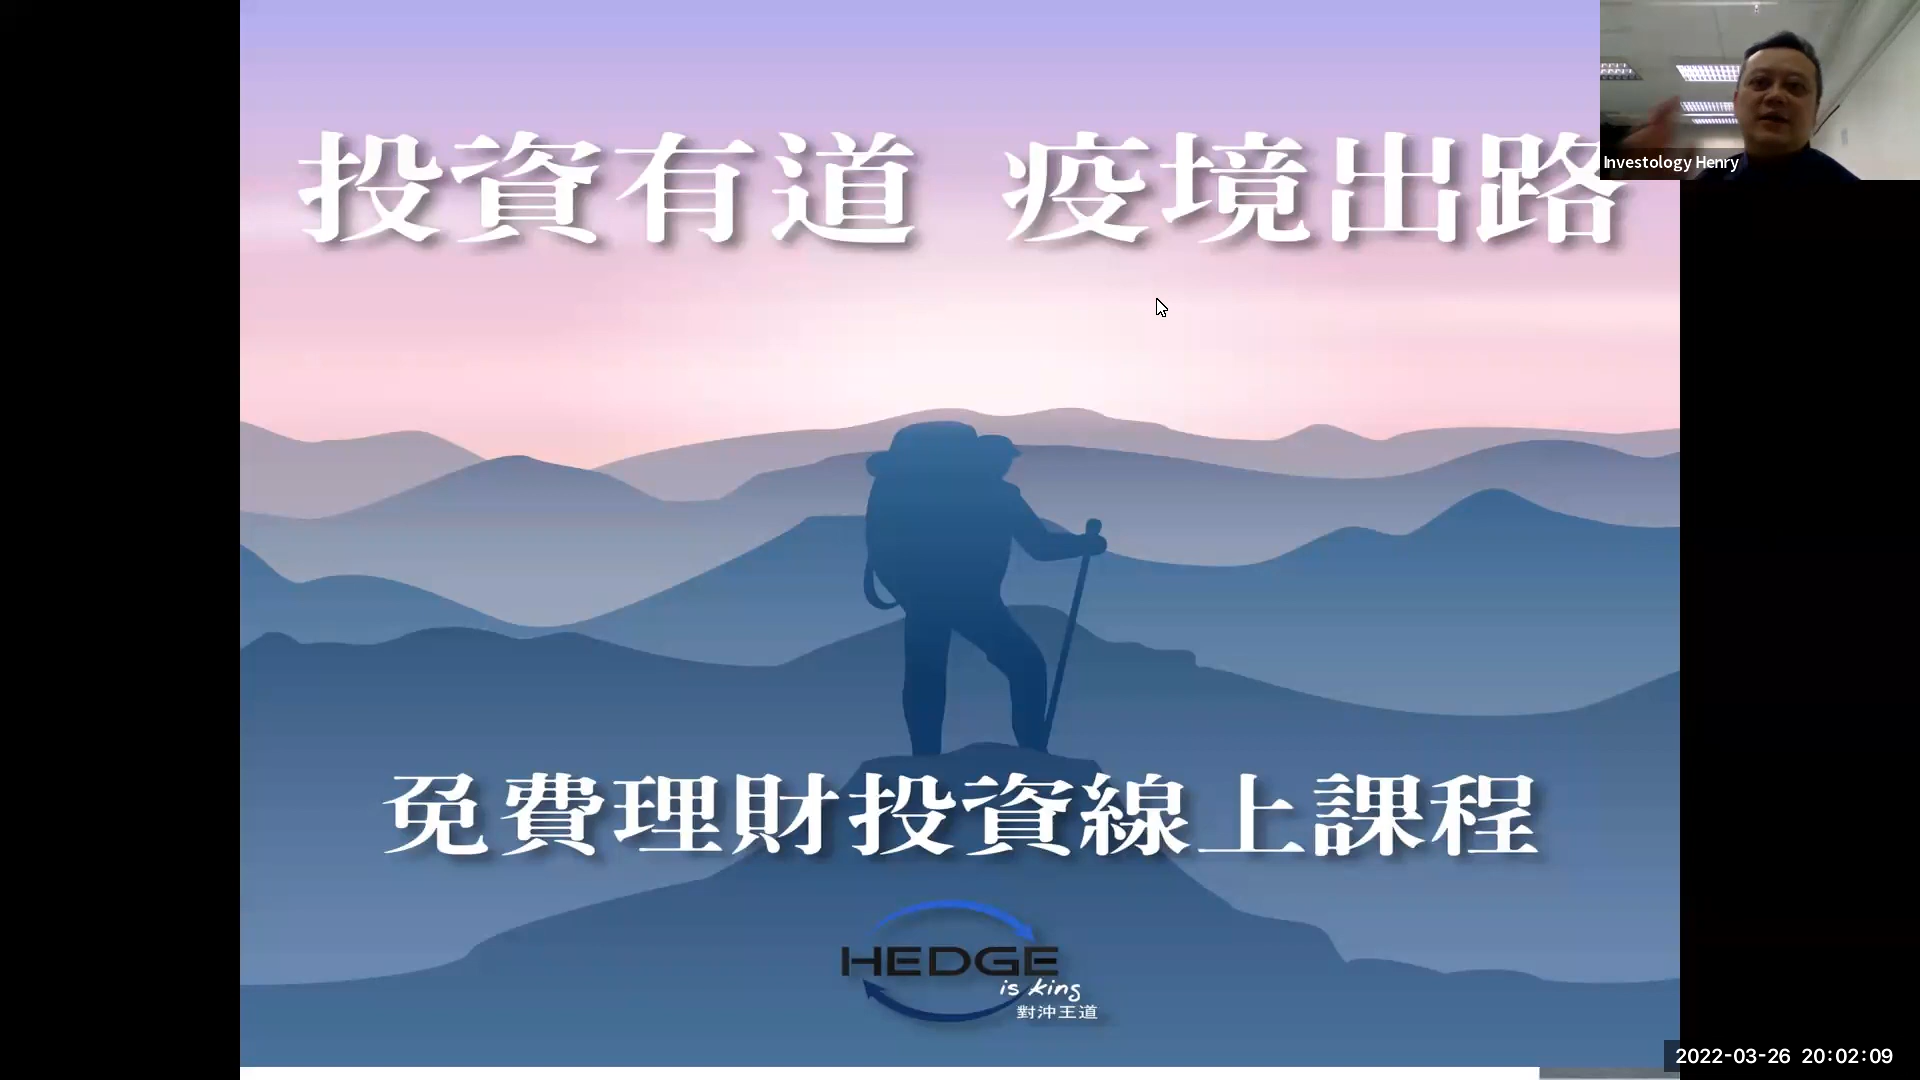 投資有道 疫境出路
Investology Henry
免費理財投資線上課程
HEDGE
is king
對沖王道
2022-03-26 20:02:09